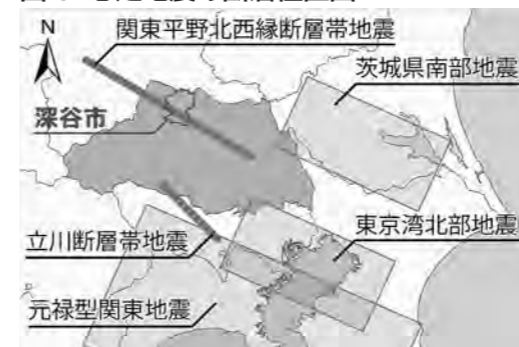 N
関東平野北西縁断層帯地震
茨城県南部地震
深谷市
東京湾北部地震
立川断層帯地震
元禄型関東地震